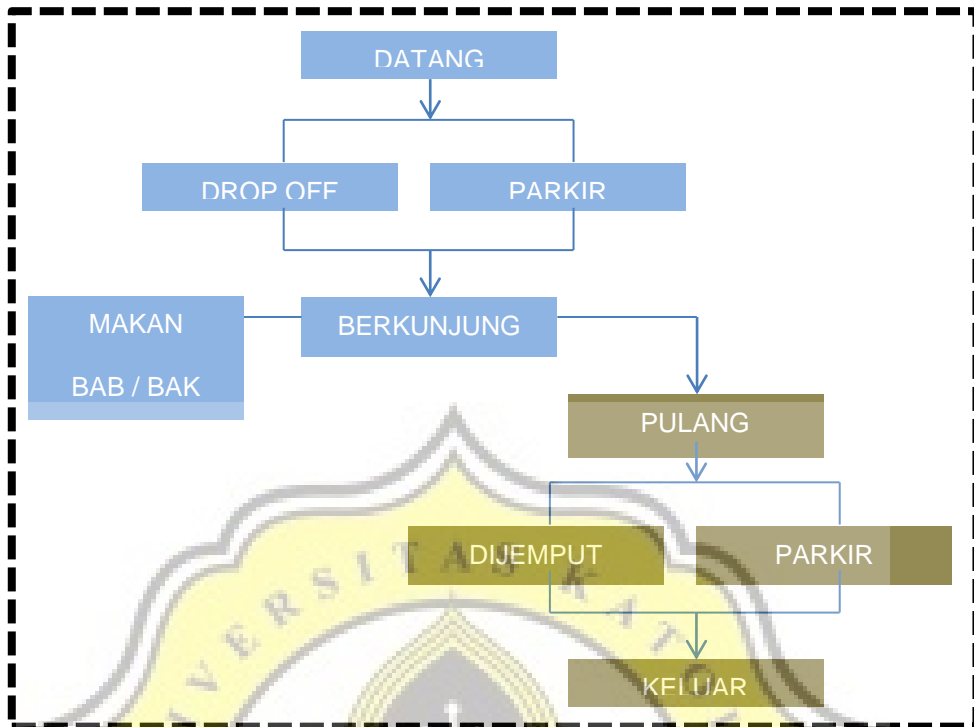 DATANG
DROP OFF
PARKIR
MAKAN
BAB / BAK
BERKUNJUNG
PULANG
DIJEMPUT
PARKIR
KELUAR